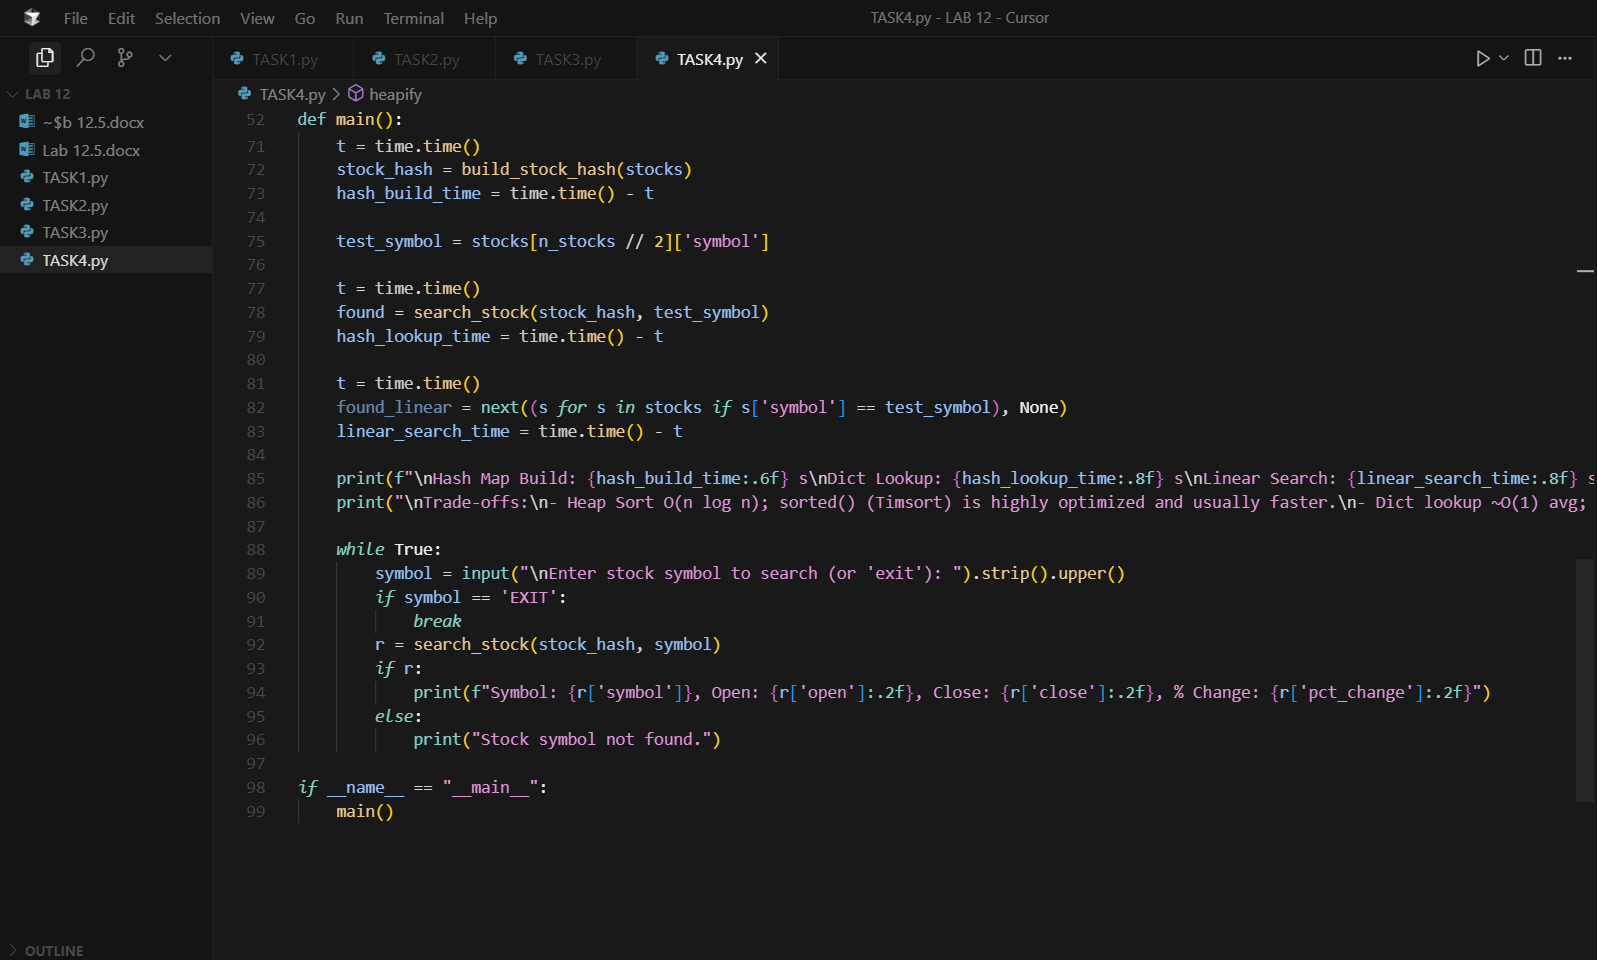 File Edit Selection View Go Run Terminal Help
TASK4.py - LAB 12 - Cursor
TASK1.py TASK2.py TASK3.py TASK4.py
LAB 12
~$b 12.5.docx
Lab 12.5.docx
TASK1.py
TASK2.py
TASK3.py
TASK4.py
OUTLINE
TASK4.py > heapify
52 def main():
71     t = time.time()
72     stock_hash = build_stock_hash(stocks)
73     hash_build_time = time.time() - t
74
75     test_symbol = stocks[n_stocks // 2]['symbol']
76
77     t = time.time()
78     found = search_stock(stock_hash, test_symbol)
79     hash_lookup_time = time.time() - t
80
81     t = time.time()
82     found_linear = next((s for s in stocks if s['symbol'] == test_symbol), None)
83     linear_search_time = time.time() - t
84
85     print(f"\nHash Map Build: {hash_build_time:.6f} s\nDict Lookup: {hash_lookup_time:.8f} s\nLinear Search: {linear_search_time:.8f} s
86     print("\nTrade-offs:\n- Heap Sort O(n log n); sorted() (Timsort) is highly optimized and usually faster.\n- Dict lookup ~O(1) avg;
87
88     while True:
89         symbol = input("\nEnter stock symbol to search (or 'exit'): ").strip().upper()
90         if symbol == 'EXIT':
91             break
92         r = search_stock(stock_hash, symbol)
93         if r:
94             print(f"Symbol: {r['symbol']}, Open: {r['open']:.2f}, Close: {r['close']:.2f}, % Change: {r['pct_change']:.2f}")
95         else:
96             print("Stock symbol not found.")
97
98 if __name__ == "__main__":
99     main()